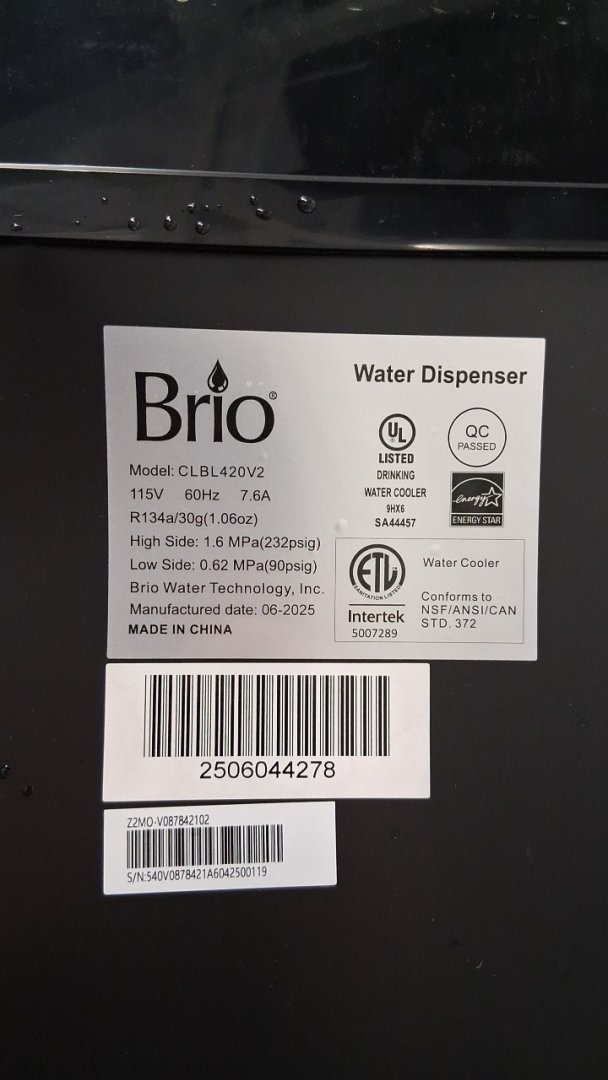 Brio®
Water Dispenser
Model: CLBL420V2
115V 60Hz 7.6A
R134a/30g(1.06oz)
High Side: 1.6 MPa(232psig)
Low Side: 0.62 MPa(90psig)
Brio Water Technology, Inc.
Manufactured date: 06-2025
MADE IN CHINA
UL
LISTED
DRINKING
WATER COOLER
9HX6
SA44457
QC
PASSED
energy
ENERGY STAR
ETL
SANITATION LISTED
Intertek
5007289
Water Cooler
Conforms to
NSF/ANSI/CAN
STD. 372
2506044278
Z2MO-V087842102
S/N:540V0878421A6042500119